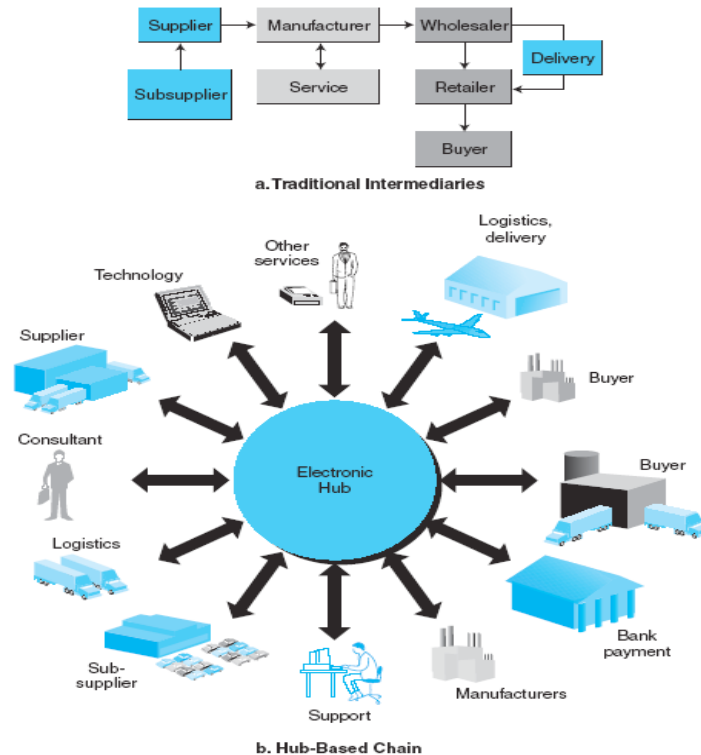 Supplier
Manufacturer
Wholesaler
Delivery
Subsupplier
Service
Retailer
Buyer
a. Traditional Intermediaries
Other
services
Logistics,
delivery
Technology
Supplier
Buyer
Consultant
Electronic
Hub
Buyer
Logistics
Bank
payment
Sub-
supplier
Manufacturers
Support
b. Hub-Based Chain